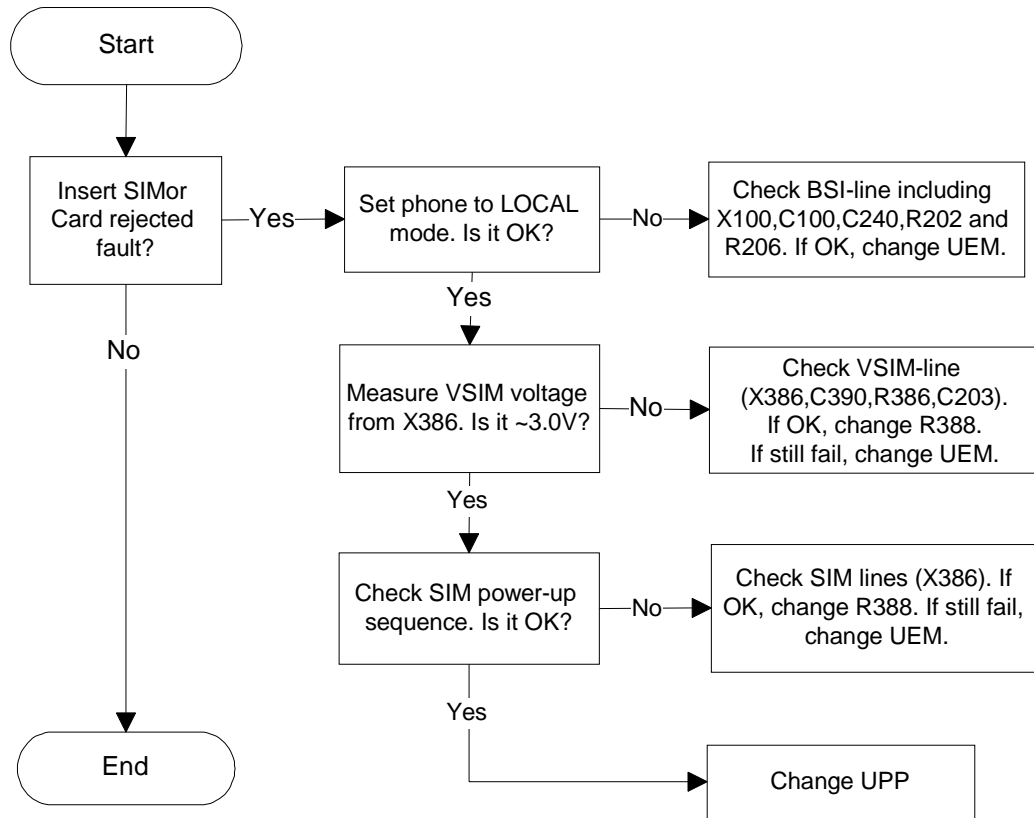 Start
Insert SIMor
Card rejected
fault?
Yes
Set phone to LOCAL
mode. Is it OK?
No
Check BSI-line including
X100,C100,C240,R202 and
R206. If OK, change UEM.
Yes
No
Measure VSIM voltage
from X386. Is it ~3.0V?
No
Check VSIM-line
(X386,C390,R386,C203).
If OK, change R388.
If still fail, change UEM.
Yes
Check SIM power-up
sequence. Is it OK?
No
Check SIM lines (X386). If
OK, change R388. If still fail,
change UEM.
Yes
End
Change UPP